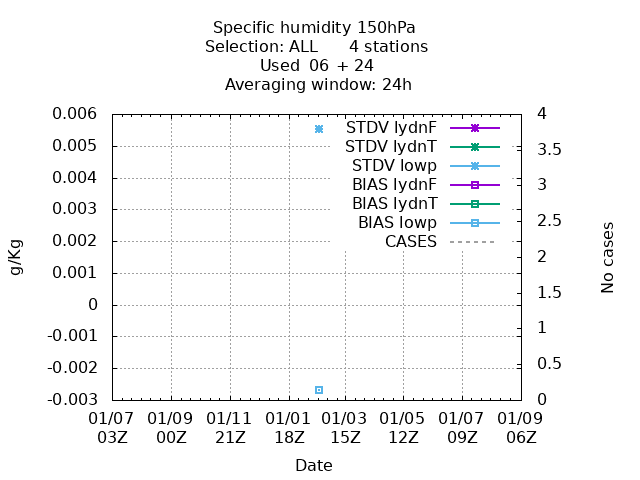 Specific humidity 150hPa
Selection: ALL 4 stations
Used 06 + 24
Averaging window: 24h
0.006
0.005
0.004
0.003
0.002
0.001
0
-0.001
-0.002
-0.003
g/Kg
4
3.5
3
2.5
2
1.5
1
0.5
0
No cases
STDV lydnF
STDV lydnT
STDV lowp
BIAS lydnF
BIAS lydnT
BIAS lowp
CASES
01/07 01/09 01/11 01/01 01/03 01/05 01/07 01/09
03Z 00Z 21Z 18Z 15Z 12Z 09Z 06Z
Date